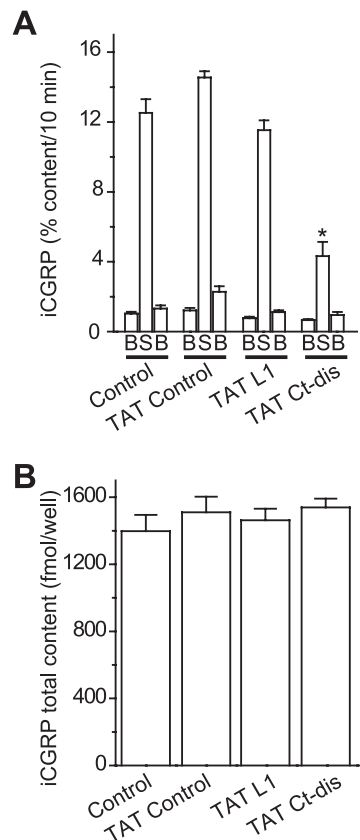 A
iCGRP (% content/10 min)
16
12
8
4
0
*
BSB BSB BSB BSB
Control
TAT Control
TAT L1
TAT Ct-dis
B
iCGRP total content (fmol/well)
1600
1200
800
400
0
Control
TAT Control
TAT L1
TAT Ct-dis